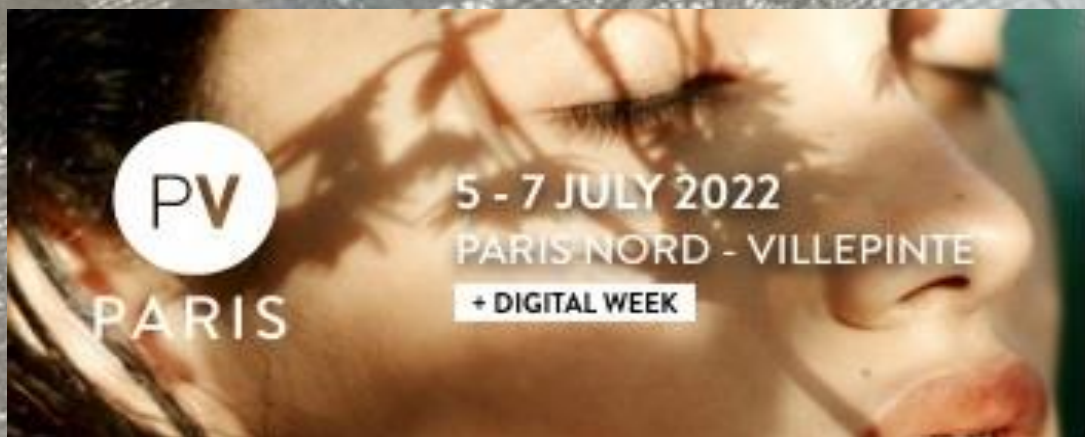 PV
PARIS
5 - 7 JULY 2022
PARIS NORD - VILLEPINTE
+ DIGITAL WEEK